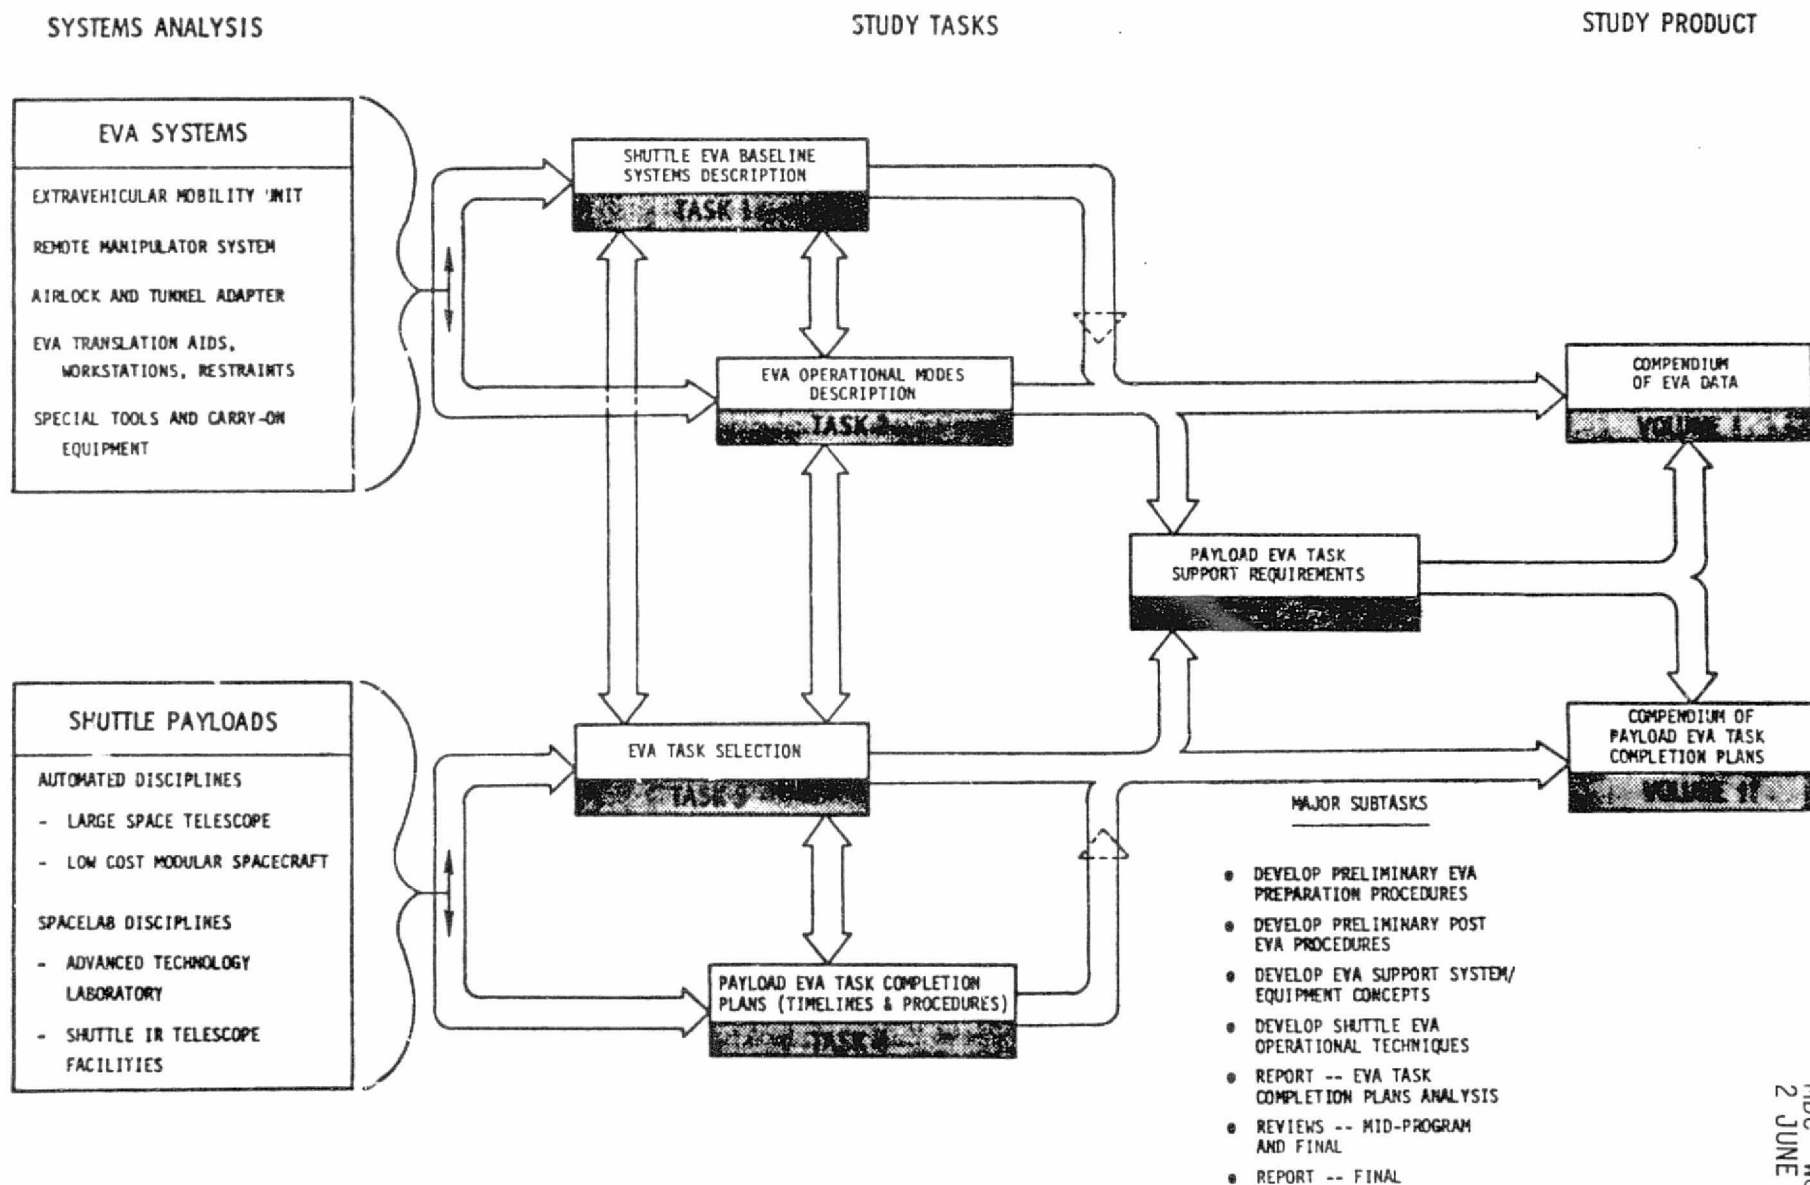 SYSTEMS ANALYSIS
STUDY TASKS
STUDY PRODUCT
EVA SYSTEMS
EXTRAVEHICULAR MOBILITY UNIT
REMOTE MANIPULATOR SYSTEM
AIRLOCK AND TUNNEL ADAPTER
EVA TRANSLATION AIDS,
WORKSTATIONS, RESTRAINTS
SPECIAL TOOLS AND CARRY-ON
EQUIPMENT
SHUTTLE EVA BASELINE
SYSTEMS DESCRIPTION
TASK 1
EVA OPERATIONAL MODES
DESCRIPTION
TASK 2
COMPENDIUM
OF EVA DATA
VOLUME I
PAYLOAD EVA TASK
SUPPORT REQUIREMENTS
SHUTTLE PAYLOADS
AUTOMATED DISCIPLINES
- LARGE SPACE TELESCOPE
- LOW COST MODULAR SPACECRAFT
SPACELAB DISCIPLINES
- ADVANCED TECHNOLOGY
LABORATORY
- SHUTTLE IR TELESCOPE
FACILITIES
EVA TASK SELECTION
TASK 3
PAYLOAD EVA TASK COMPLETION
PLANS (TIMELINES & PROCEDURES)
TASK 4
COMPENDIUM OF
PAYLOAD EVA TASK
COMPLETION PLANS
VOLUME II
MAJOR SUBTASKS
• DEVELOP PRELIMINARY EVA
PREPARATION PROCEDURES
• DEVELOP PRELIMINARY POST
EVA PROCEDURES
• DEVELOP EVA SUPPORT SYSTEM/
EQUIPMENT CONCEPTS
• DEVELOP SHUTTLE EVA
OPERATIONAL TECHNIQUES
• REPORT -- EVA TASK
COMPLETION PLANS ANALYSIS
• REVIEWS -- MID-PROGRAM
AND FINAL
• REPORT -- FINAL
2 JUNE